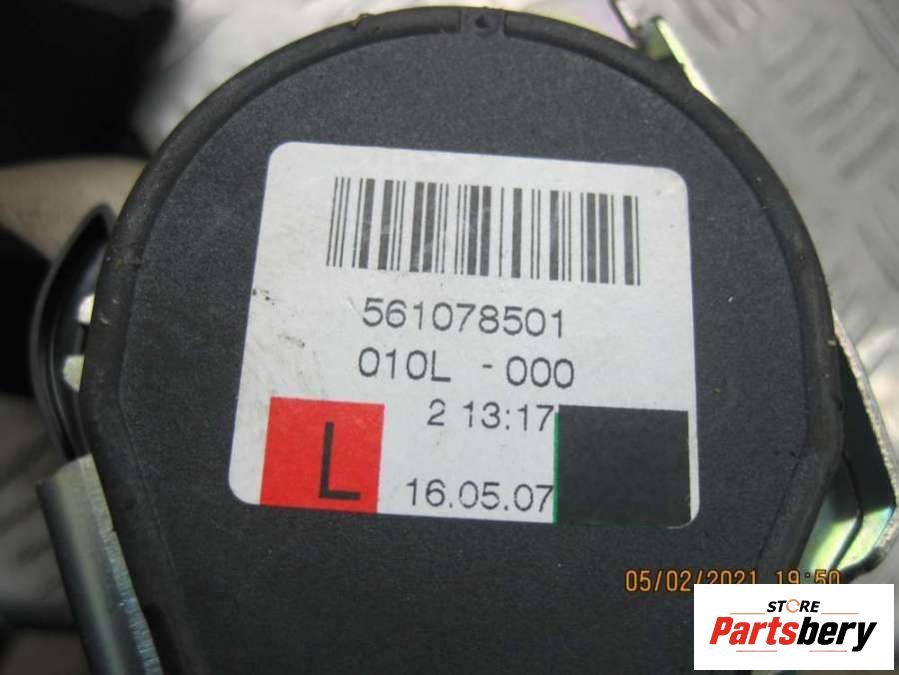 561078501
010L - 000
2 13:17
L
16.05.07
05/02/2021 19:50
STORE
Partsbery